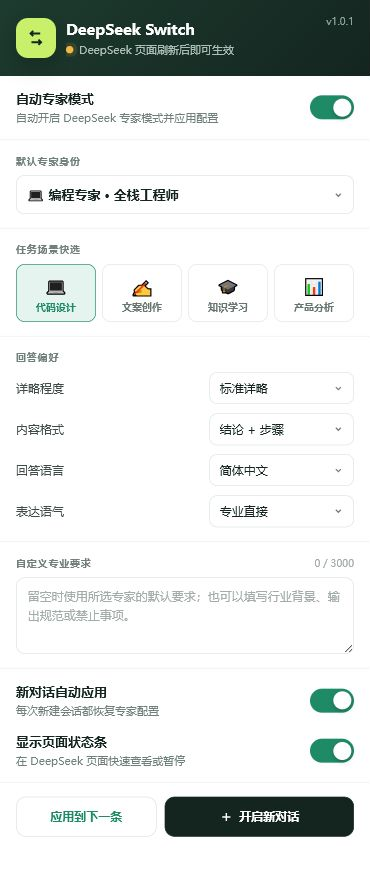 DeepSeek Switch
v1.0.1
DeepSeek 页面刷新后即可生效
自动专家模式
自动开启 DeepSeek 专家模式并应用配置
默认专家身份
编程专家 • 全栈工程师
任务场景快选
代码设计
文案创作
知识学习
产品分析
回答偏好
详略程度
标准详略
内容格式
结论 + 步骤
回答语言
简体中文
表达语气
专业直接
自定义专业要求
0 / 3000
留空时使用所选专家的默认要求；也可以填写行业背景、输
出规范或禁止事项。
新对话自动应用
每次新建会话都恢复专家配置
显示页面状态条
在 DeepSeek 页面快速查看或暂停
应用到下一条
+ 开启新对话